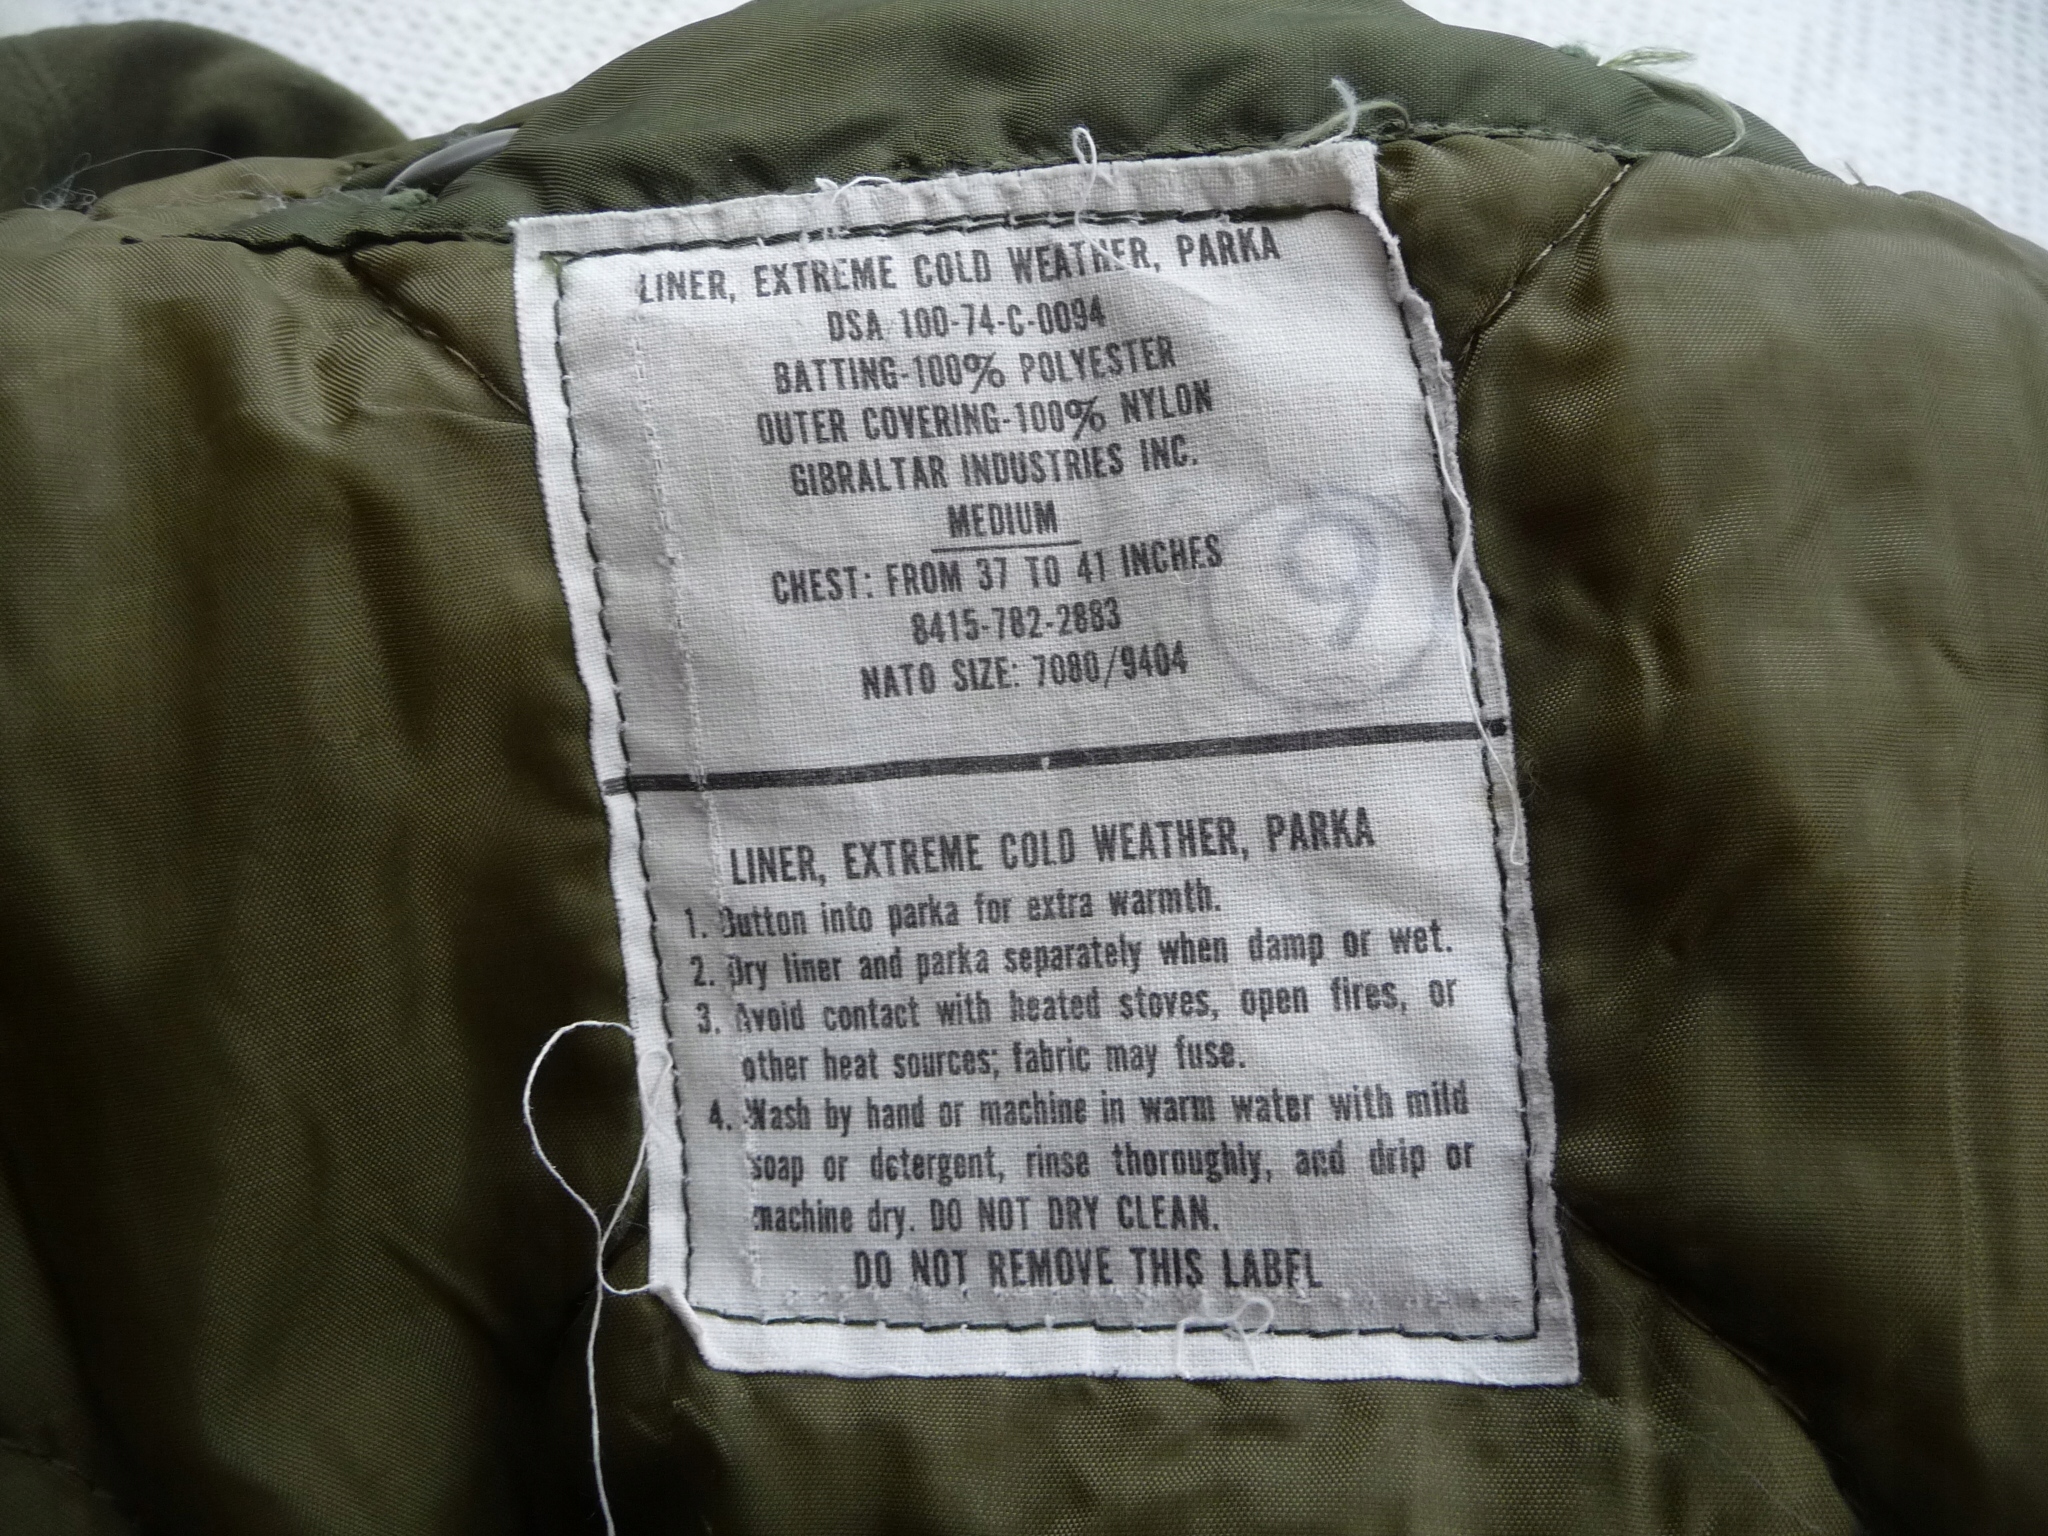 LINER, EXTREME COLD WEATHER, PARKA
DSA 100-74-C-0094
BATTING-100% POLYESTER
OUTER COVERING-100% NYLON
GIBRALTAR INDUSTRIES INC.
MEDIUM
CHEST: FROM 37 TO 41 INCHES
8415-782-2883
NATO SIZE: 7080/9404
9
LINER, EXTREME COLD WEATHER, PARKA
1. Button into parka for extra warmth.
2. Dry liner and parka separately when damp or wet.
3. Avoid contact with heated stoves, open fires, or
other heat sources; fabric may fuse.
4. Wash by hand or machine in warm water with mild
soap or detergent, rinse thoroughly, and drip or
machine dry. DO NOT DRY CLEAN.
DO NOT REMOVE THIS LABEL